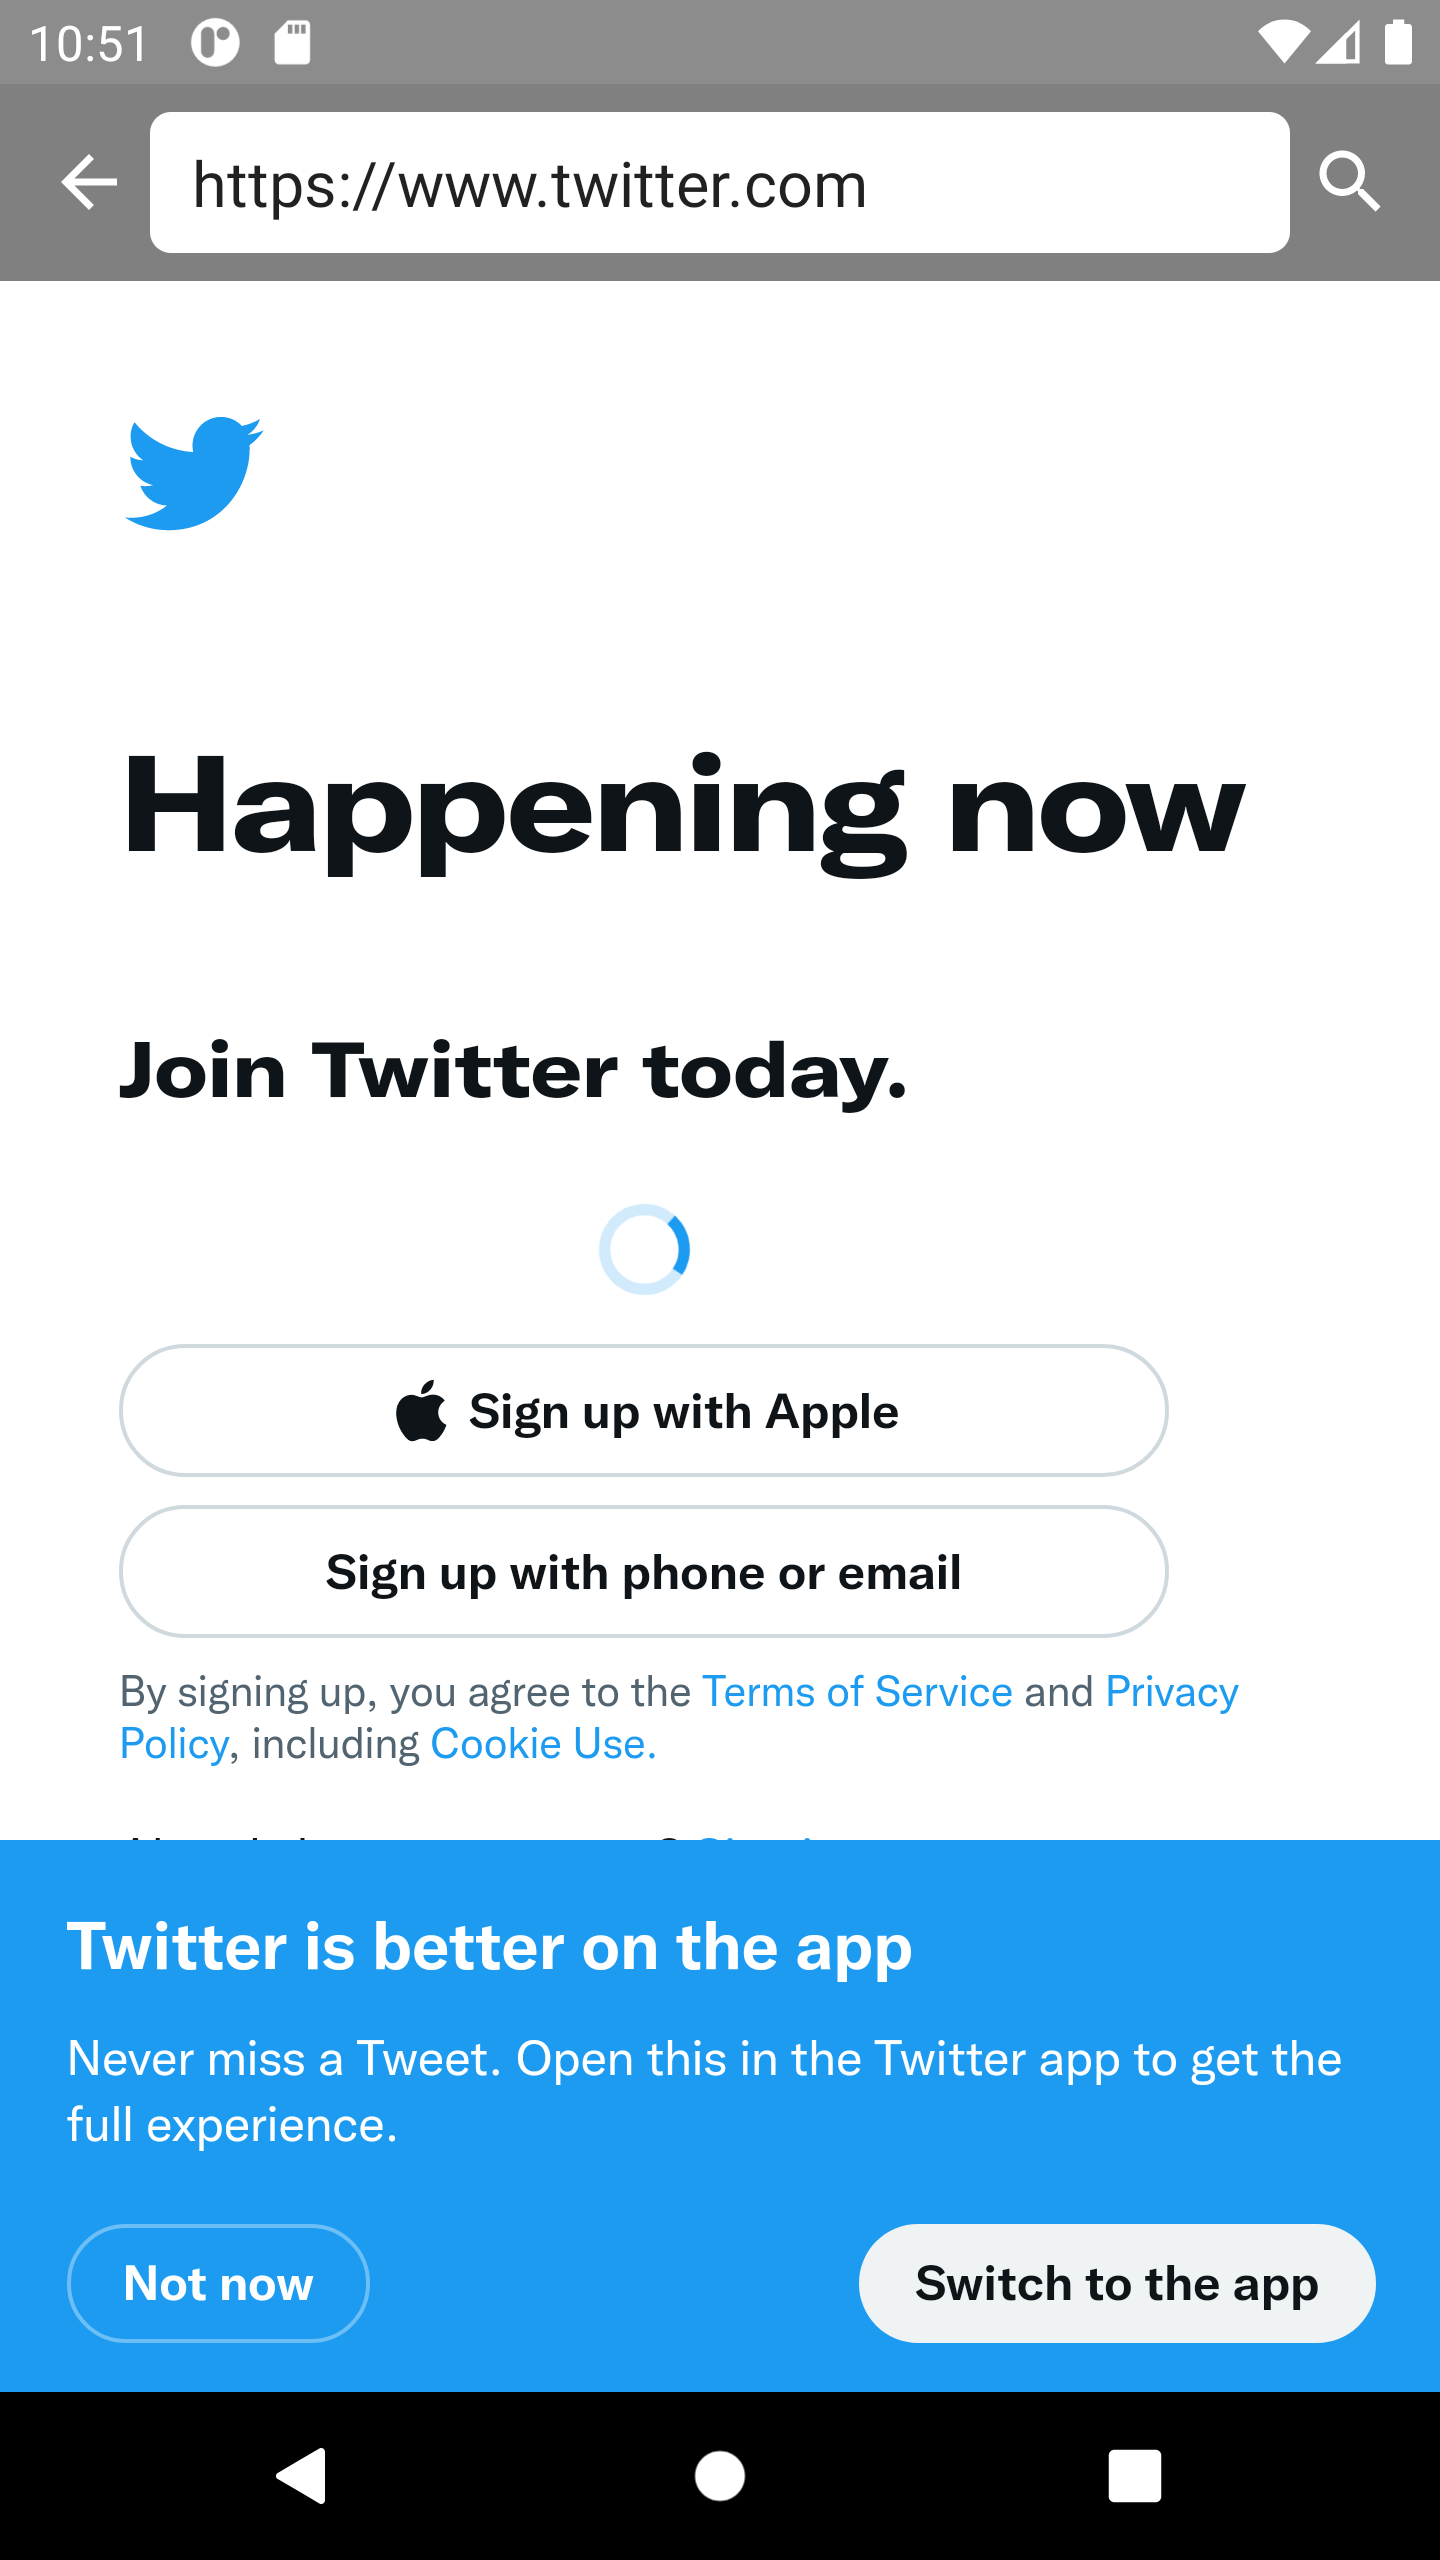 10:51
https://www.twitter.com
Happening now
Join Twitter today.
Sign up with Apple
Sign up with phone or email
By signing up, you agree to the Terms of Service and Privacy
Policy, including Cookie Use.
Twitter is better on the app
Never miss a Tweet. Open this in the Twitter app to get the
full experience.
Not now
Switch to the app